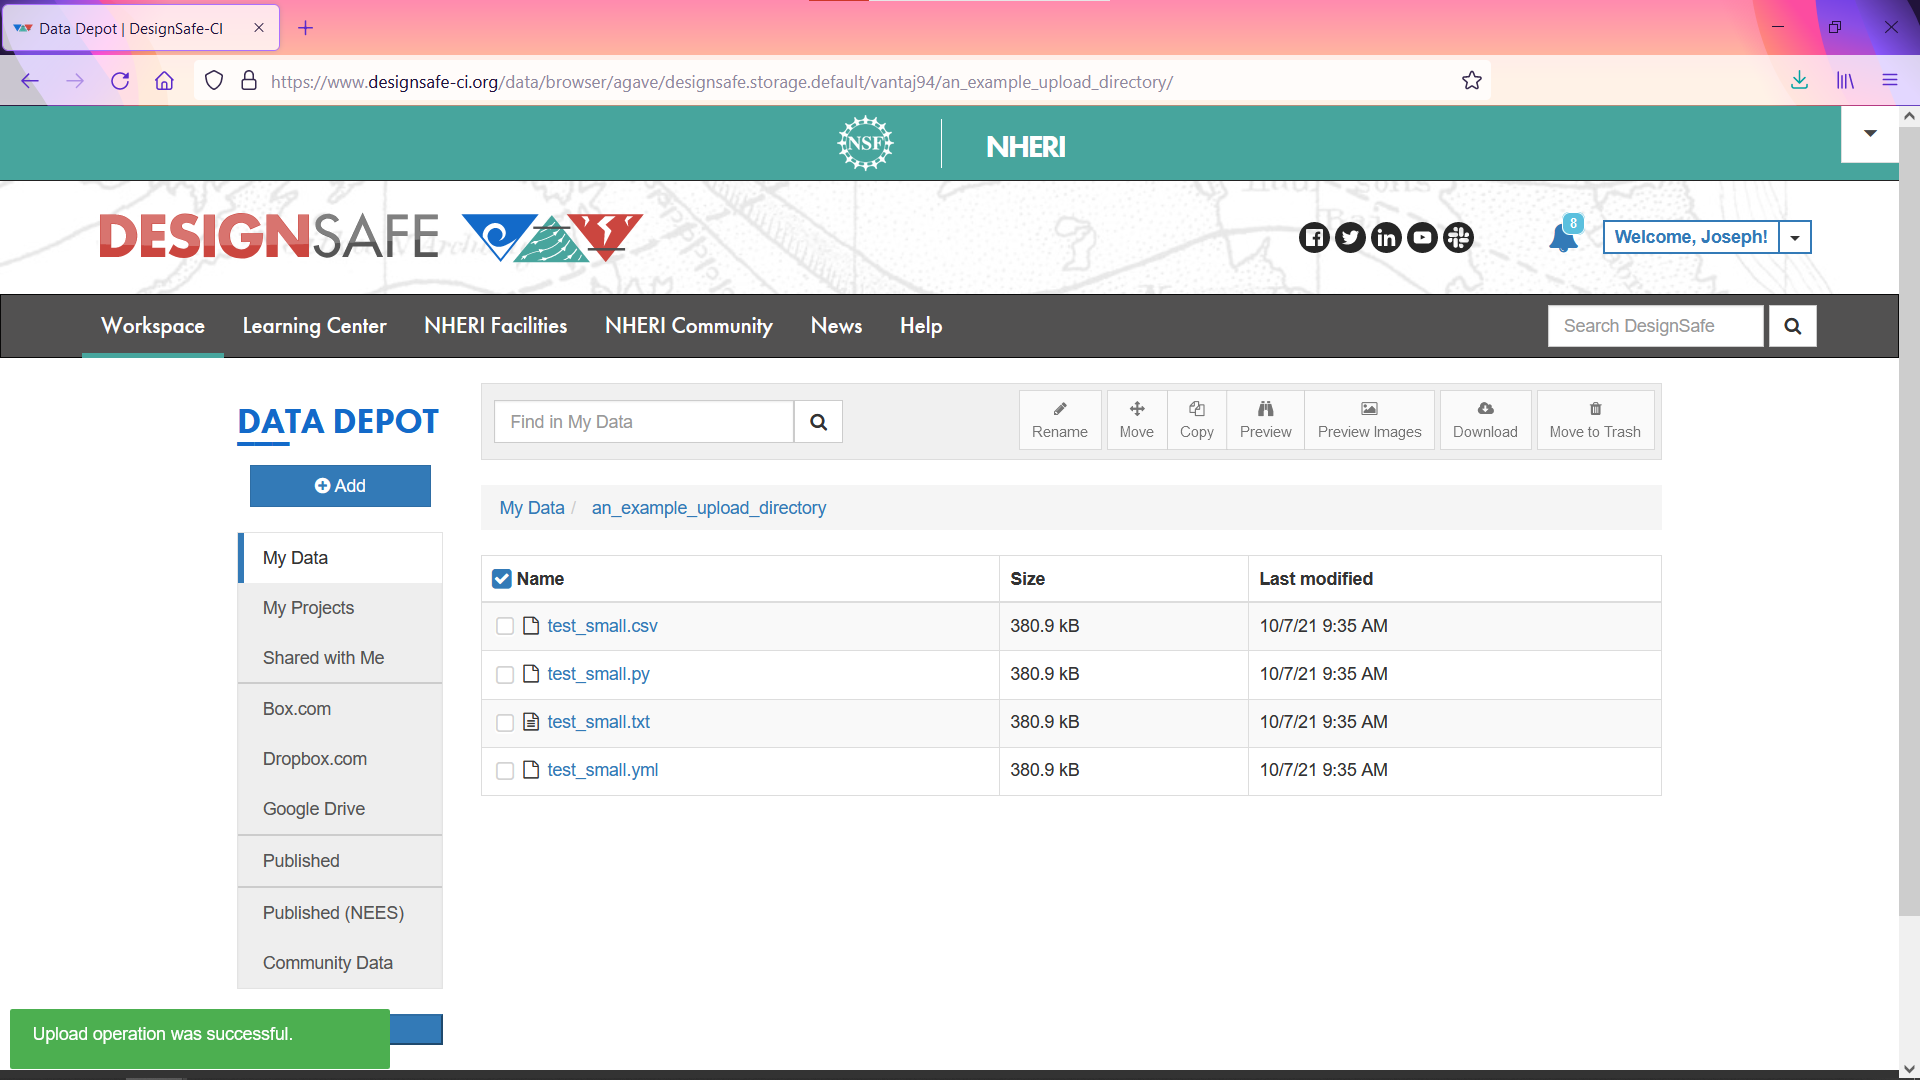 Data Depot | DesignSafe-CI
https://www.designsafe-ci.org/data/browser/agave/designsafe.storage.default/vantaj94/an_example_upload_directory/
NSF NHERI
DESIGNSAFE
8
Welcome, Joseph!
Workspace Learning Center NHERI Facilities NHERI Community News Help Search DesignSafe
DATA DEPOT
Add
My Data
My Projects
Shared with Me
Box.com
Dropbox.com
Google Drive
Published
Published (NEES)
Community Data
Find in My Data
Rename Move Copy Preview Preview Images Download Move to Trash
My Data / an_example_upload_directory
Name Size Last modified
test_small.csv 380.9 kB 10/7/21 9:35 AM
test_small.py 380.9 kB 10/7/21 9:35 AM
test_small.txt 380.9 kB 10/7/21 9:35 AM
test_small.yml 380.9 kB 10/7/21 9:35 AM
Upload operation was successful.